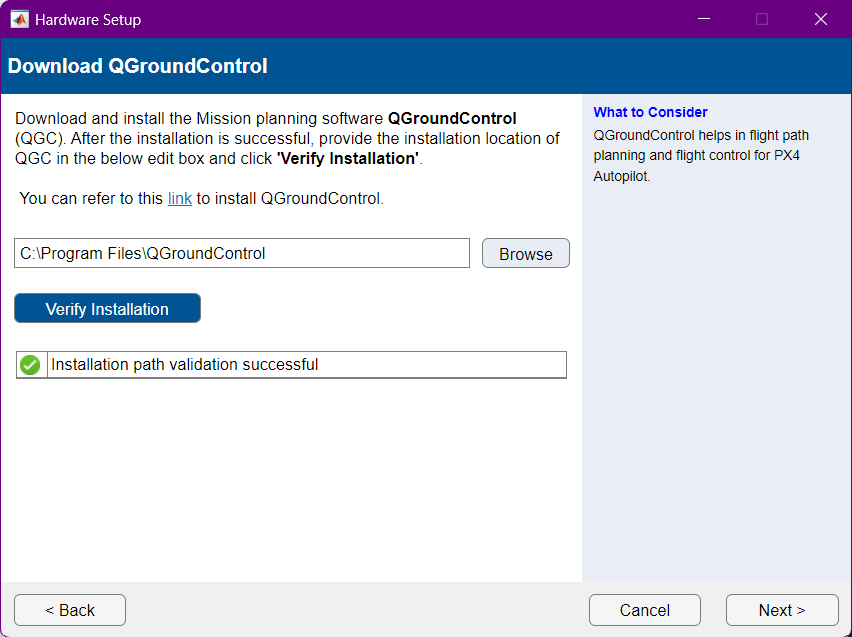 Hardware Setup
Download QGroundControl
Download and install the Mission planning software QGroundControl
(QGC). After the installation is successful, provide the installation location of
QGC in the below edit box and click 'Verify Installation'.
You can refer to this link to install QGroundControl.
C:\Program Files\QGroundControl
Browse
Verify Installation
Installation path validation successful
What to Consider
QGroundControl helps in flight path
planning and flight control for PX4
Autopilot.
< Back
Cancel
Next >